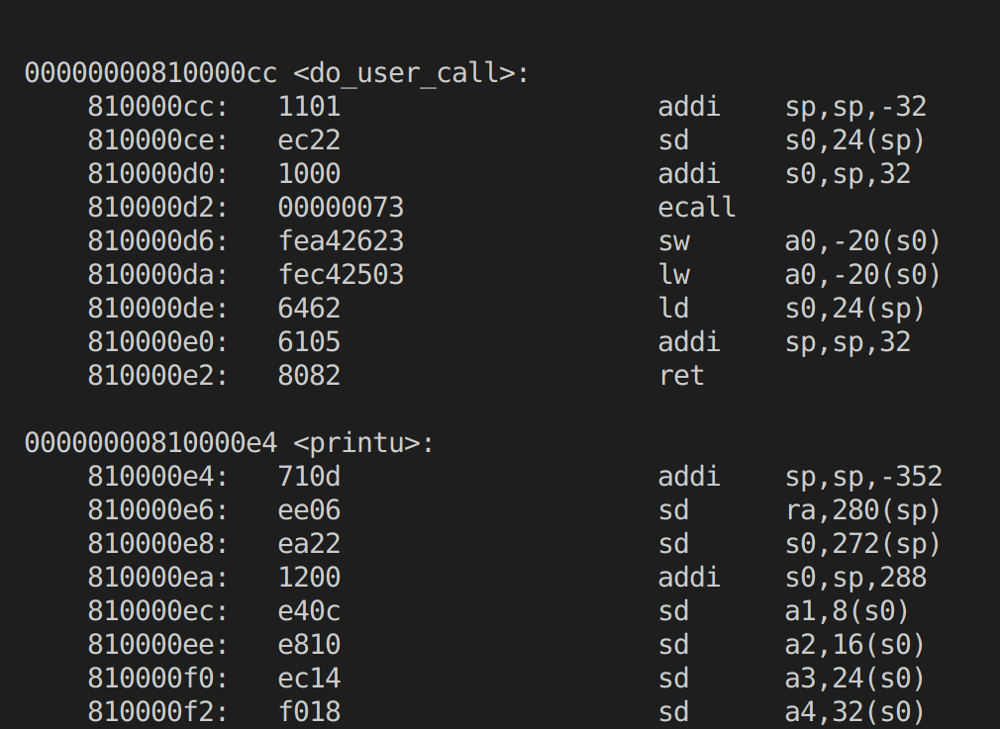 00000000810000cc <do_user_call>:
810000cc: 1101 addi sp,sp,-32
810000ce: ec22 sd s0,24(sp)
810000d0: 1000 addi s0,sp,32
810000d2: 00000073 ecall
810000d6: fea42623 sw a0,-20(s0)
810000da: fec42503 lw a0,-20(s0)
810000de: 6462 ld s0,24(sp)
810000e0: 6105 addi sp,sp,32
810000e2: 8082 ret
00000000810000e4 <printu>:
810000e4: 710d addi sp,sp,-352
810000e6: ee06 sd ra,280(sp)
810000e8: ea22 sd s0,272(sp)
810000ea: 1200 addi s0,sp,288
810000ec: e40c sd a1,8(s0)
810000ee: e810 sd a2,16(s0)
810000f0: ec14 sd a3,24(s0)
810000f2: f018 sd a4,32(s0)